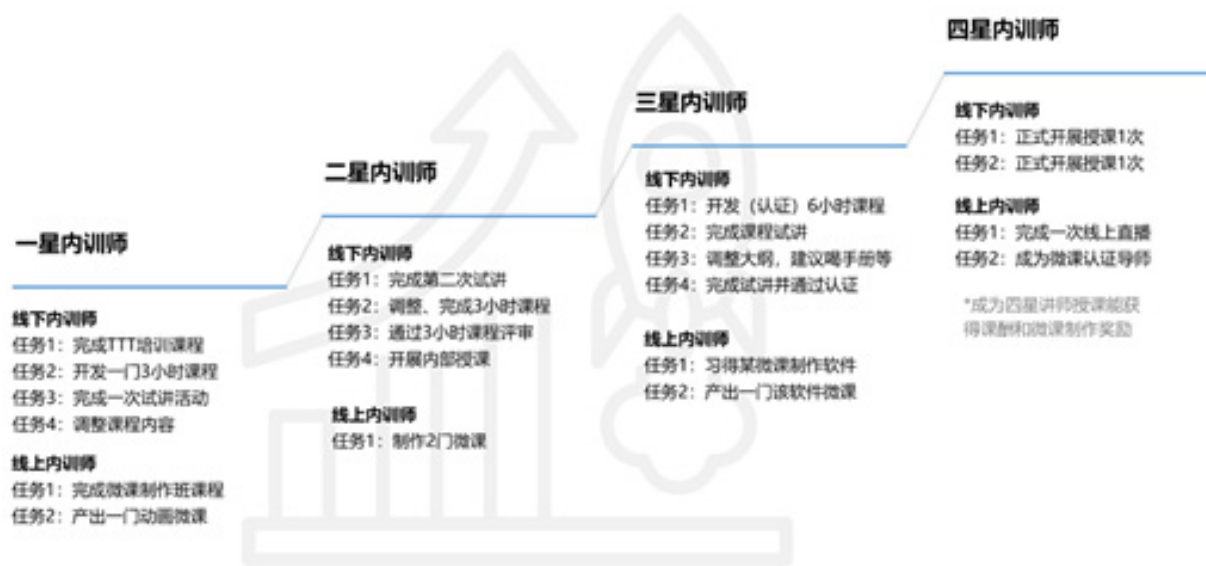 一星内训师
线下内训师
任务1：完成TTT培训课程
任务2：开发一门3小时课程
任务3：完成一次试讲活动
任务4：调整课程内容
线上内训师
任务1：完成微课制作班课程
任务2：产出一门动画微课
二星内训师
线下内训师
任务1：完成第二次试讲
任务2：调整、完成3小时课程
任务3：通过3小时课程评审
任务4：开展内部授课
线上内训师
任务1：制作2门微课
三星内训师
线下内训师
任务1：开发（认证）6小时课程
任务2：完成课程试讲
任务3：调整大纲，建议喝手册等
任务4：完成试讲并通过认证
线上内训师
任务1：习得某微课制作软件
任务2：产出一门该软件微课
四星内训师
线下内训师
任务1：正式开展授课1次
任务2：正式开展授课1次
线上内训师
任务1：完成一次线上直播
任务2：成为微课认证导师
*成为四星讲师授课能获
得课酬和微课制作奖励